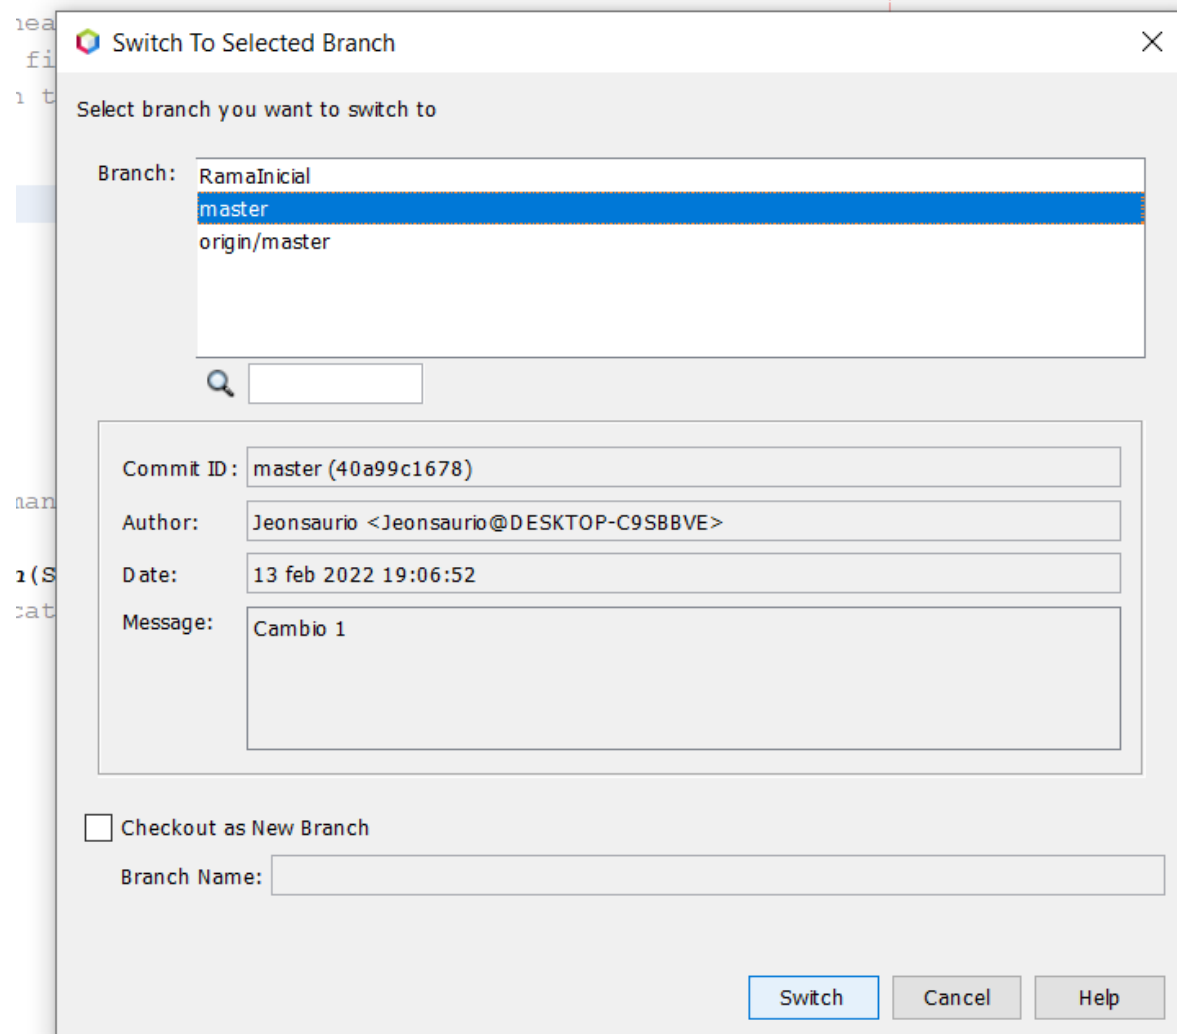 Switch To Selected Branch
Select branch you want to switch to
Branch:
RamaInicial
master
origin/master
Commit ID: master (40a99c1678)
Author: Jeonsaurio <Jeonsaurio@DESKTOP-C9SBBVE>
Date: 13 feb 2022 19:06:52
Message: Cambio 1
Checkout as New Branch
Branch Name:
Switch Cancel Help